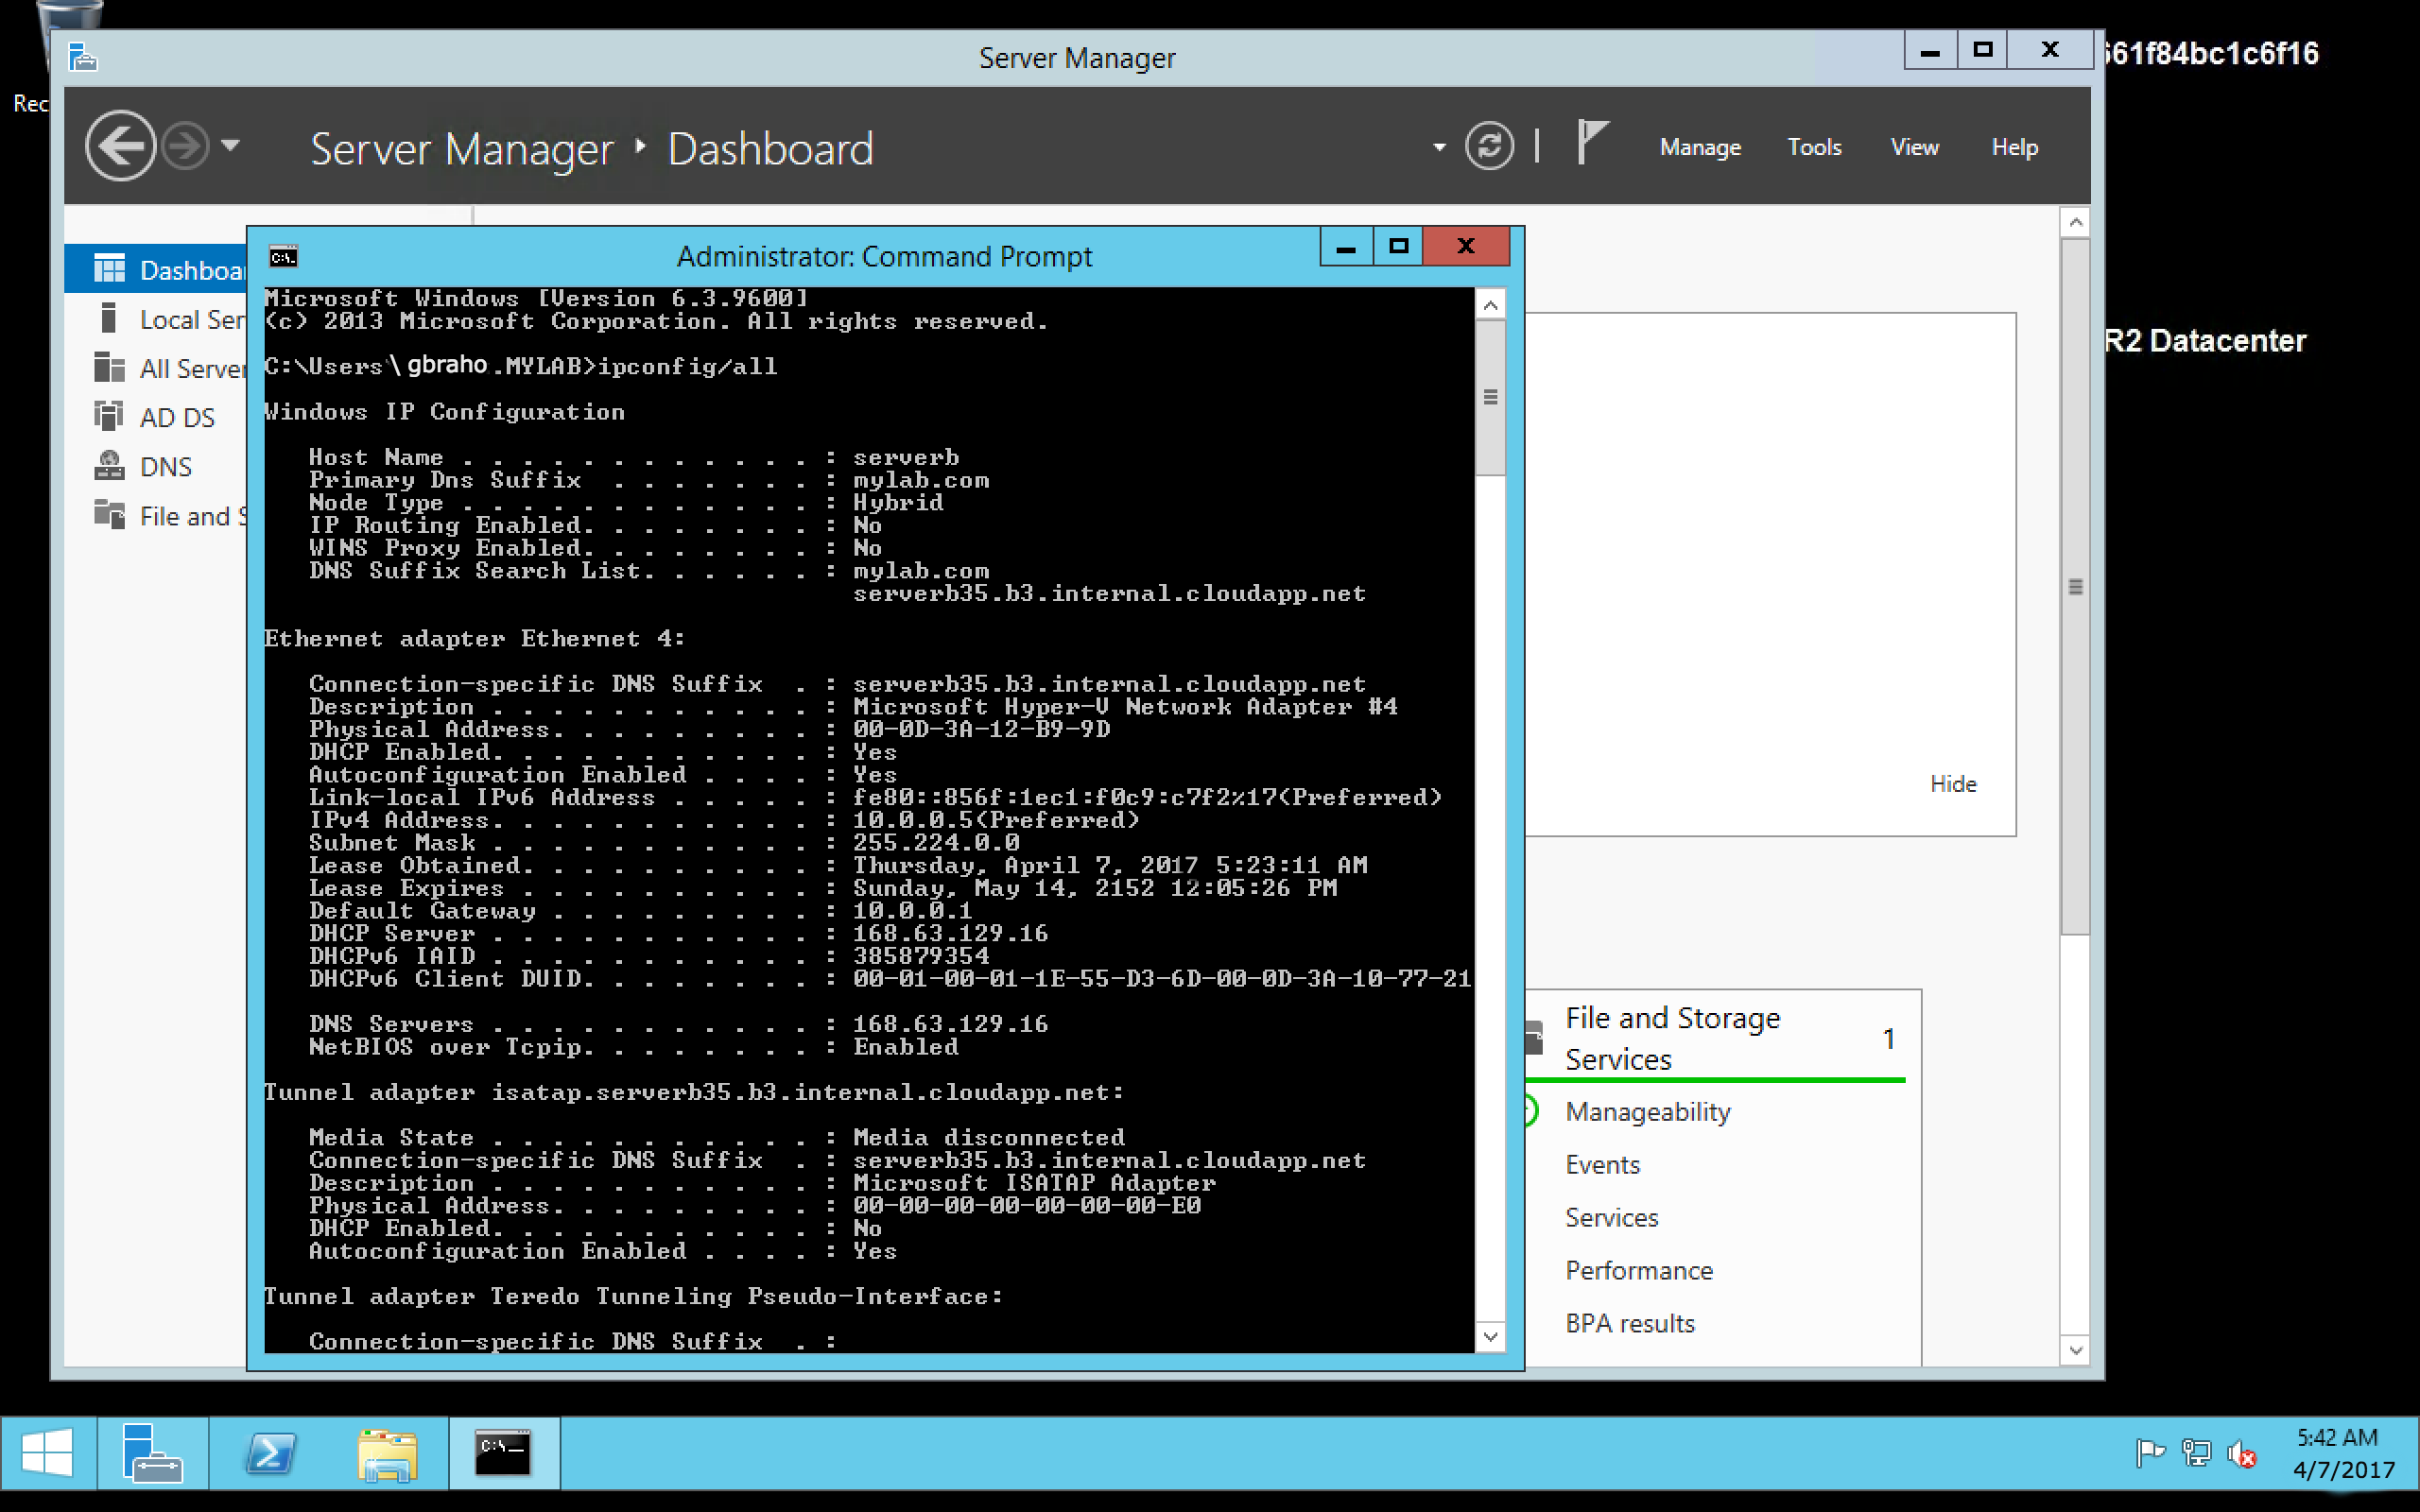 Server Manager
661f84bc1c6f16
Server Manager ‣ Dashboard
Manage Tools View Help
Administrator: Command Prompt
Local Ser
All Server
AD DS
DNS
File and S
Microsoft Windows [Version 6.3.9600]
(c) 2013 Microsoft Corporation. All rights reserved.
C:\Users\ gbraho .MYLAB>ipconfig/all
Windows IP Configuration
Host Name . . . . . . . . . . . . : serverb
Primary Dns Suffix  . . . . . . . : mylab.com
Node Type . . . . . . . . . . . . : Hybrid
IP Routing Enabled. . . . . . . . : No
WINS Proxy Enabled. . . . . . . . : No
DNS Suffix Search List. . . . . . : mylab.com
serverb35.b3.internal.cloudapp.net
Ethernet adapter Ethernet 4:
Connection-specific DNS Suffix  . : serverb35.b3.internal.cloudapp.net
Description . . . . . . . . . . . : Microsoft Hyper-V Network Adapter #4
Physical Address. . . . . . . . . : 00-0D-3A-12-B9-9D
DHCP Enabled. . . . . . . . . . . : Yes
Autoconfiguration Enabled . . . . : Yes
Link-local IPv6 Address . . . . . : fe80::856f:1ec1:f0c9:c7f2%17(Preferred)
IPv4 Address. . . . . . . . . . . : 10.0.0.5(Preferred)
Subnet Mask . . . . . . . . . . . : 255.224.0.0
Lease Obtained. . . . . . . . . . : Thursday, April 7, 2017 5:23:11 AM
Lease Expires . . . . . . . . . . : Sunday, May 14, 2152 12:05:26 PM
Default Gateway . . . . . . . . . : 10.0.0.1
DHCP Server . . . . . . . . . . . : 168.63.129.16
DHCPv6 IAID . . . . . . . . . . . : 385879354
DHCPv6 Client DUID. . . . . . . . : 00-01-00-01-1E-55-D3-6D-00-0D-3A-10-77-21
DNS Servers . . . . . . . . . . . : 168.63.129.16
NetBIOS over Tcpip. . . . . . . . : Enabled
Tunnel adapter isatap.serverb35.b3.internal.cloudapp.net:
Media State . . . . . . . . . . . : Media disconnected
Connection-specific DNS Suffix  . : serverb35.b3.internal.cloudapp.net
Description . . . . . . . . . . . : Microsoft ISATAP Adapter
Physical Address. . . . . . . . . : 00-00-00-00-00-00-00-E0
DHCP Enabled. . . . . . . . . . . : No
Autoconfiguration Enabled . . . . : Yes
Tunnel adapter Teredo Tunneling Pseudo-Interface:
Connection-specific DNS Suffix  . :
R2 Datacenter
Hide
File and Storage
Services
1
Manageability
Events
Services
Performance
BPA results
5:42 AM
4/7/2017